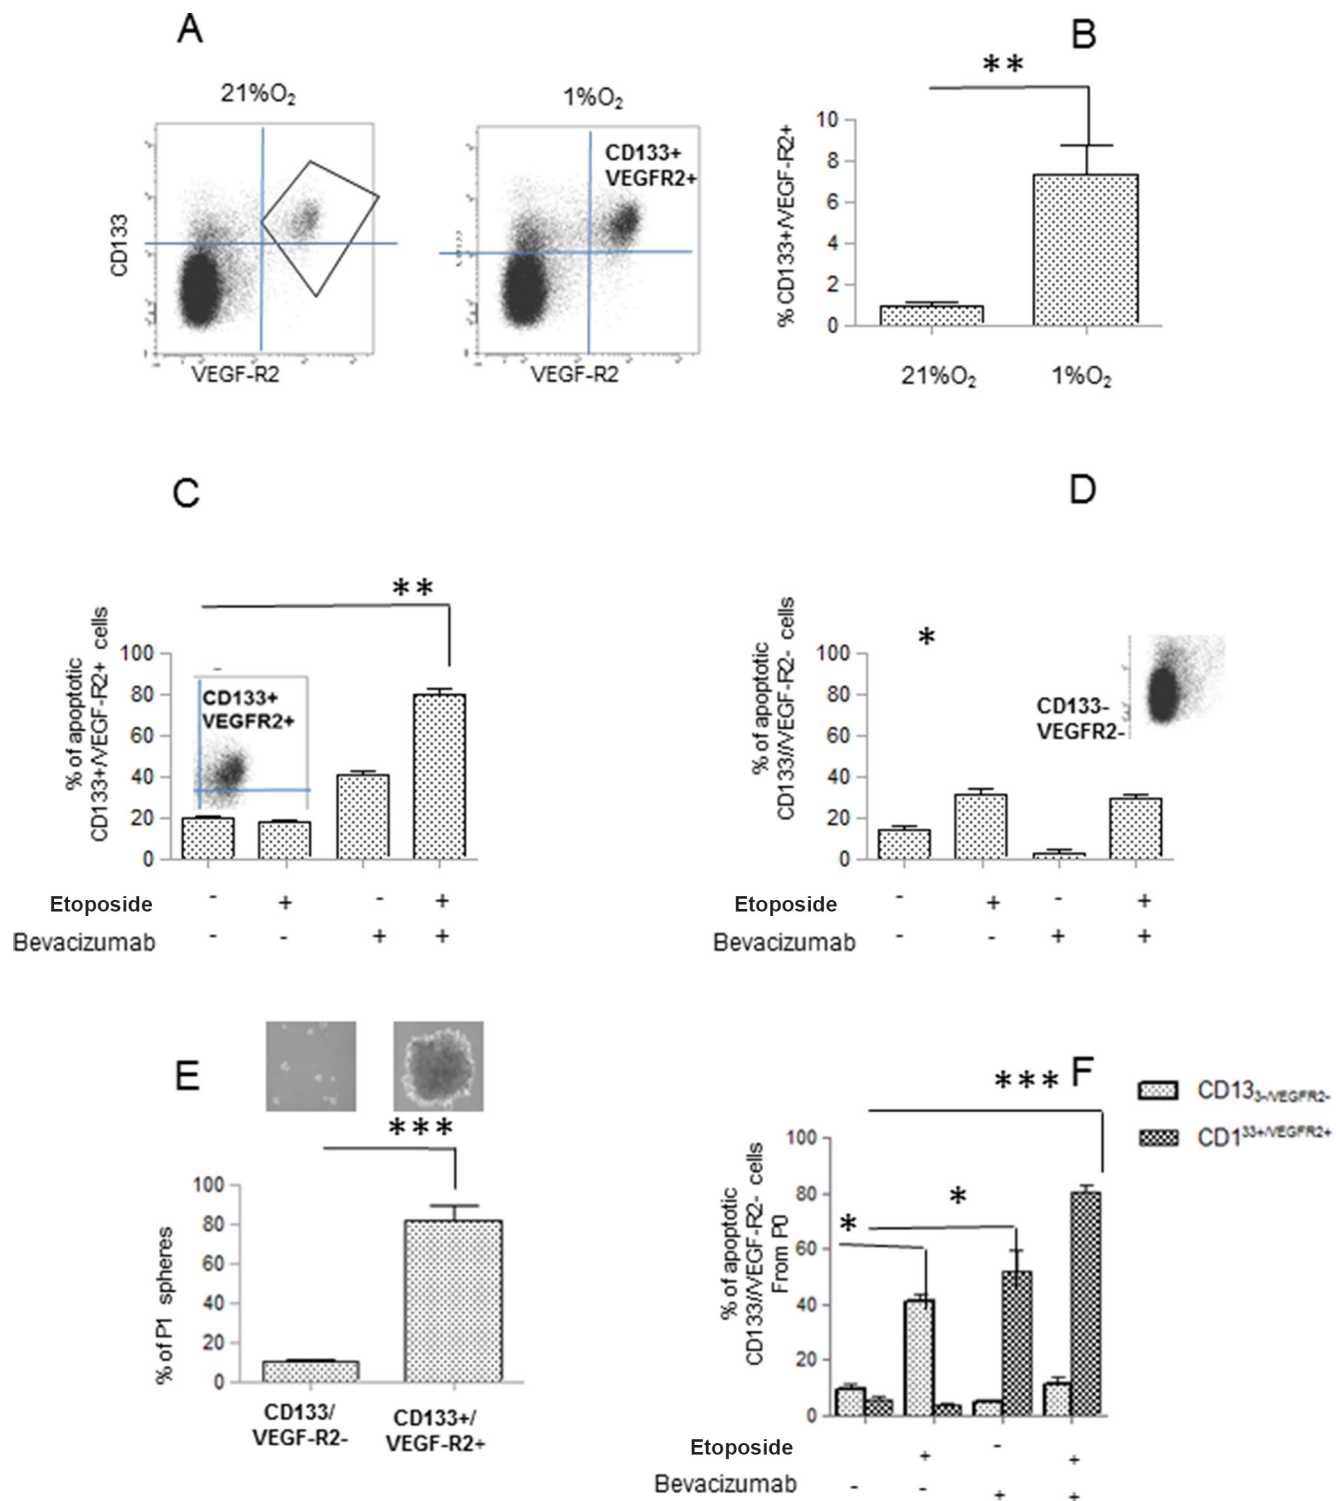 A
B
21%O2
1%O2
**
CD133+
VEGFR2+
CD133
VEGF-R2
VEGF-R2
% CD133+/VEGF-R2+
10
8
6
4
2
0
21%O2
1%O2
C
D
**
*
% of apoptotic
CD133+/VEGF-R2+ cells
100
80
60
40
20
0
CD133+
VEGFR2+
% of apoptotic
CD133//VEGF-R2- cells
100
80
60
40
20
0
CD133-
VEGFR2-
Etoposide - + - +
Bevacizumab - - + +
Etoposide - + - +
Bevacizumab - - + +
E
***
% of P1 spheres
100
80
60
40
20
0
CD133/
VEGF-R2-
CD133+/
VEGF-R2+
F
***
*
*
CD133-/VEGFR2-
CD133+/VEGFR2+
% of apoptotic
CD133//VEGF-R2- cells
From P0
100
80
60
40
20
0
Etoposide + - +
Bevacizumab - - + +